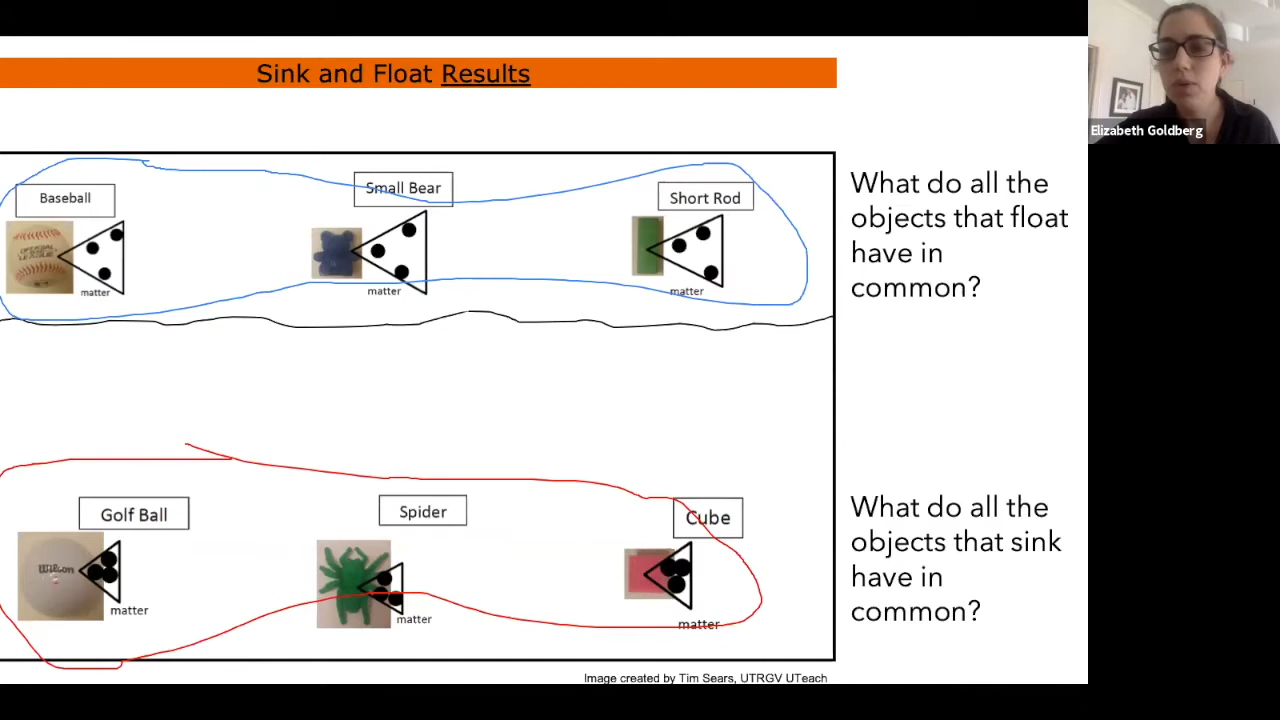 Sink and Float Results
Elizabeth Goldberg
Baseball
Small Bear
Short Rod
matter
matter
matter
What do all the
objects that float
have in
common?
Golf Ball
Spider
Cube
Wilson
matter
matter
matter
What do all the
objects that sink
have in
common?
Image created by Tim Sears, UTRGV UTeach